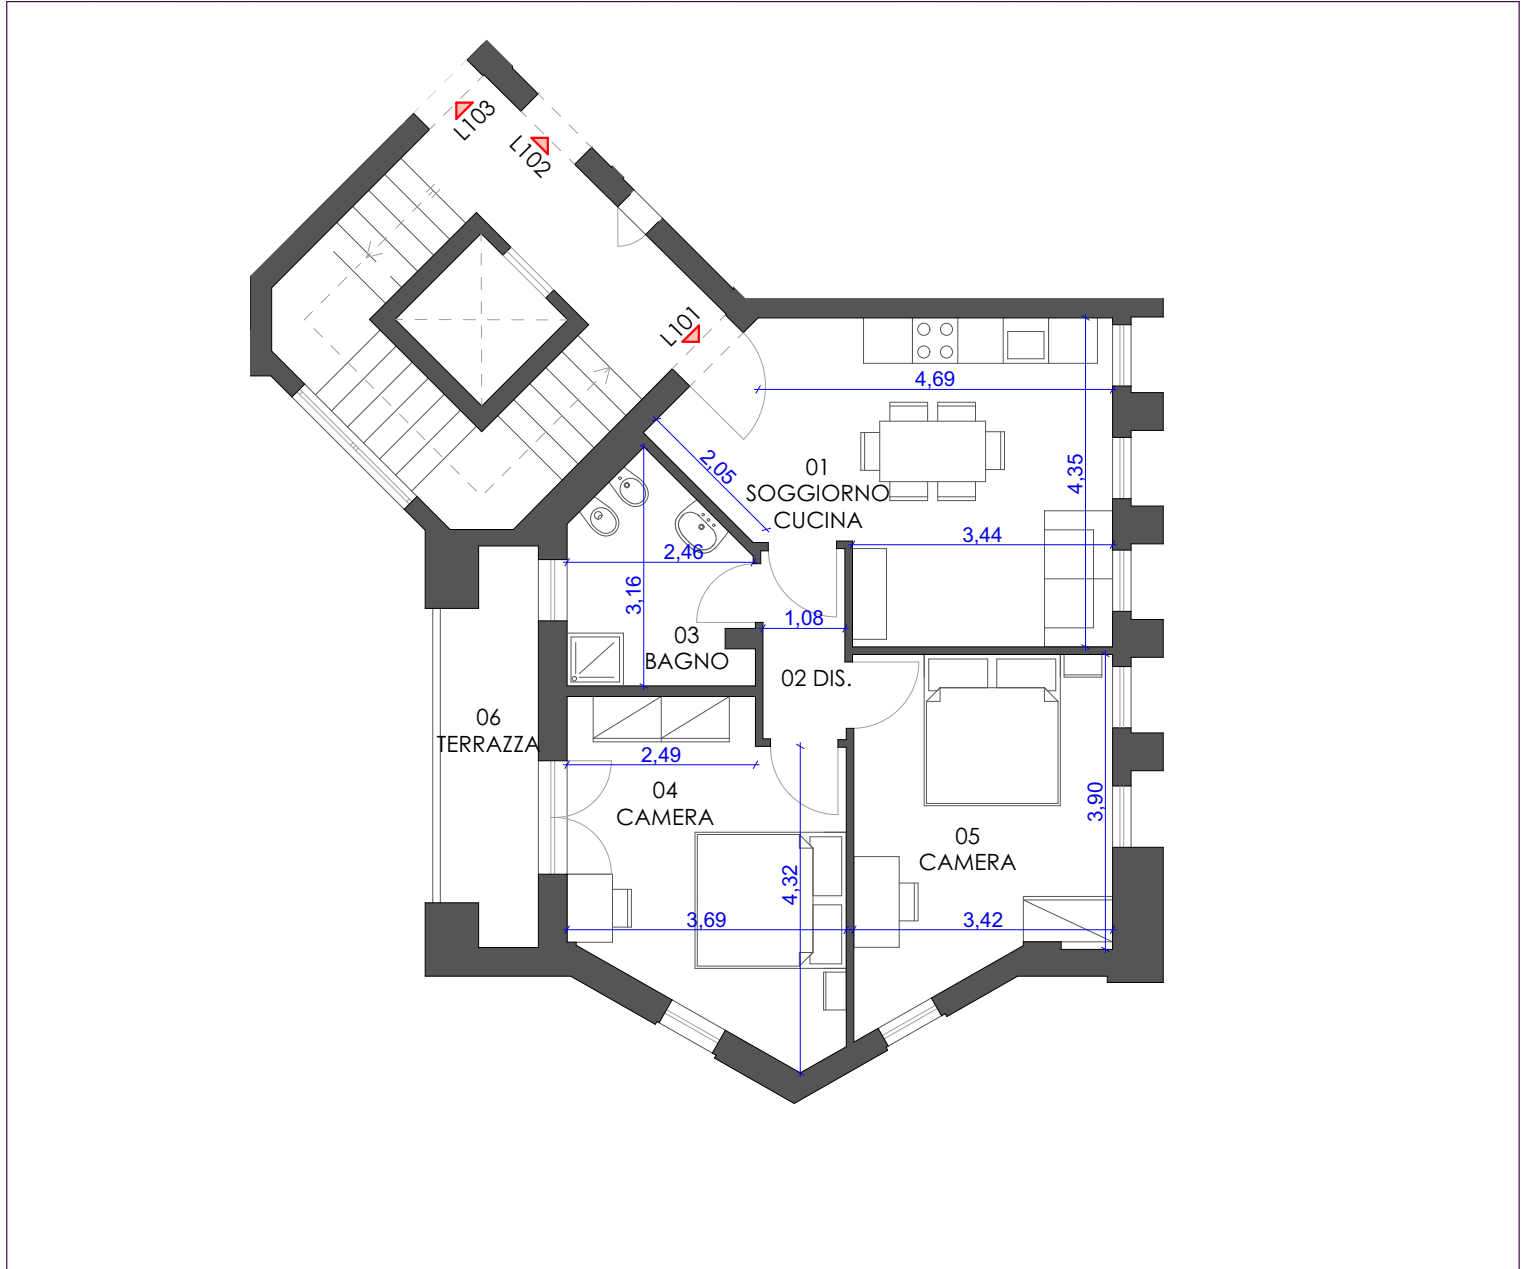 L103
L102
L101
4,69
2,05
01
SOGGIORNO
CUCINA
4,35
3,44
2,46
3,16
1,08
03
BAGNO
02 DIS.
06
TERRAZZA
2,49
04
CAMERA
3,90
05
CAMERA
4,32
3,69
3,42